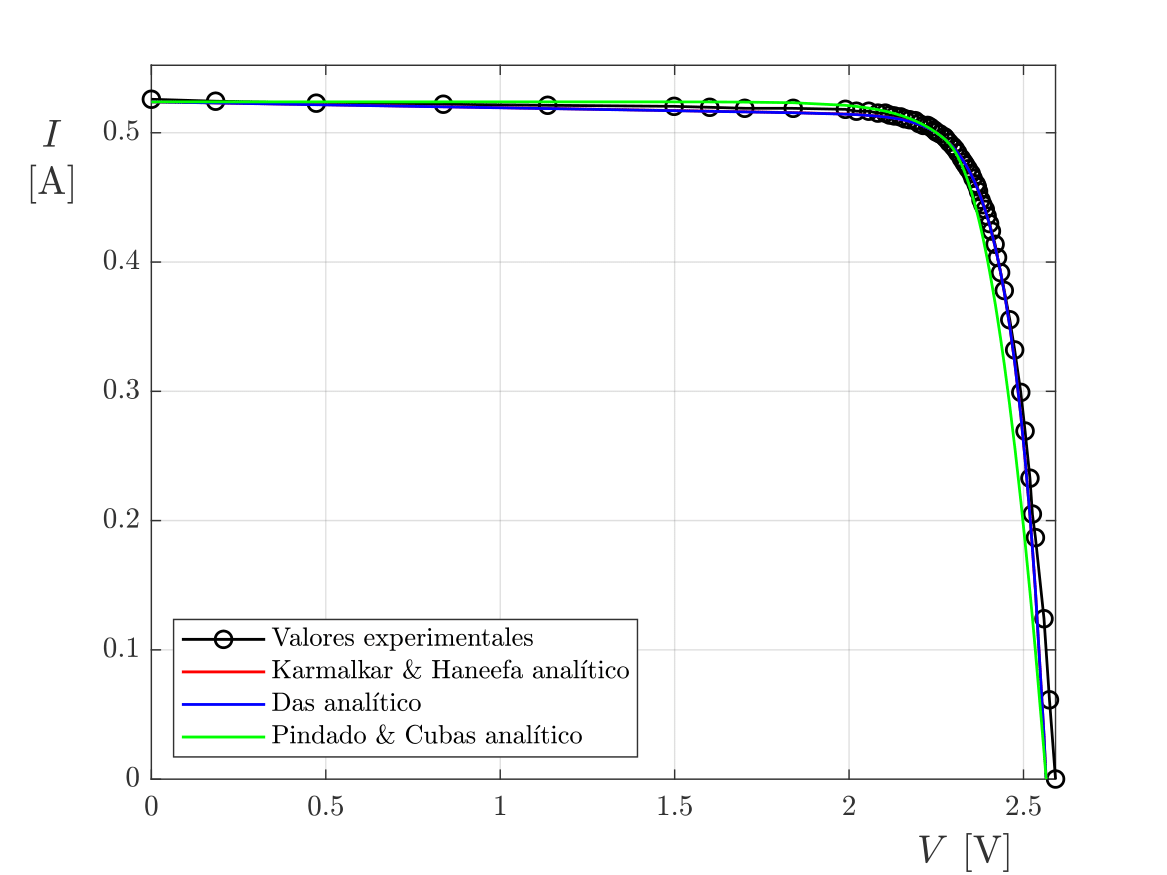 I
[A]
0.5
0.4
0.3
0.2
0.1
0
Valores experimentales
Karmalkar & Haneefa analítico
Das analítico
Pindado & Cubas analítico
0 0.5 1 1.5 2 2.5
V [V]